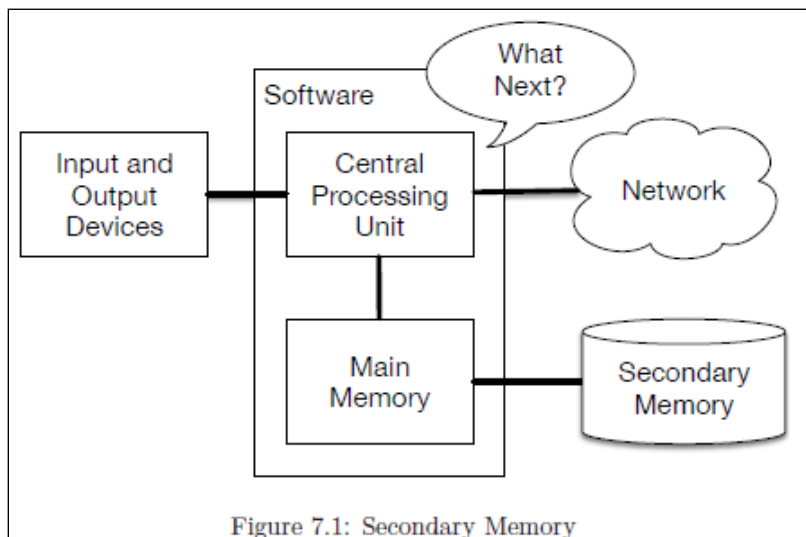 What
Next?
Software
Input and
Output
Devices
Central
Processing
Unit
Network
Main
Memory
Secondary
Memory
Figure 7.1: Secondary Memory